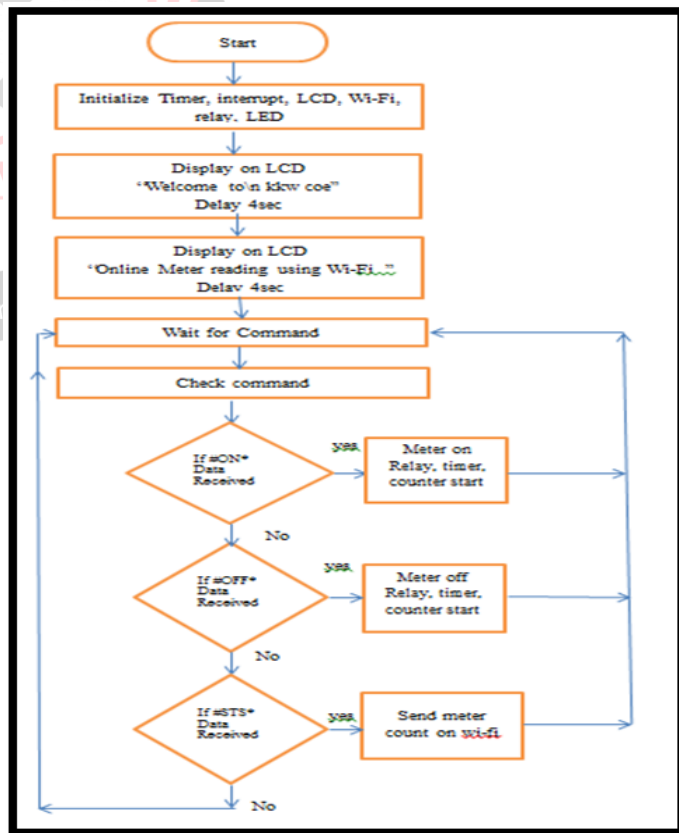 Start
Initialize Timer, interrupt, LCD, Wi-Fi,
relay. LED
Display on LCD
“Welcome to\n kkw coe”
Delay 4sec
Display on LCD
“Online Meter reading using Wi-Fi..”
Delay 4sec
Wait for Command
Check command
If #ON*
Data
Received
yes
Meter on
Relay, timer,
counter start
No
If #OFF*
Data
Received
yes
Meter off
Relay, timer,
counter start
No
If #STS*
Data
Received
yes
Send meter
count on wi-fi
No